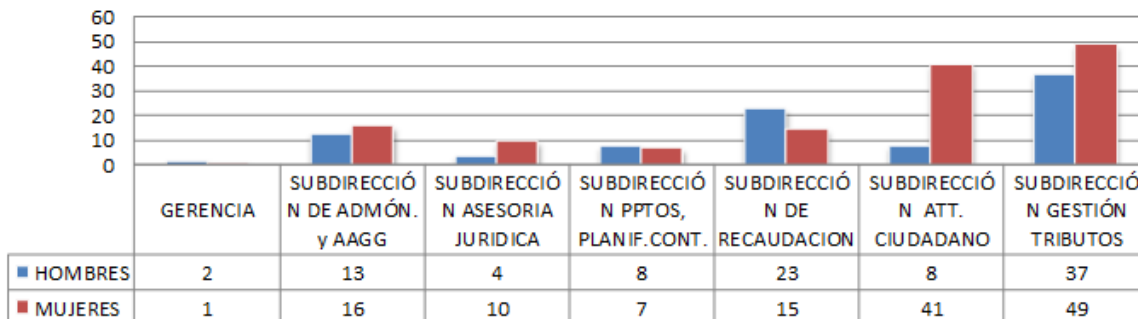 60
50
40
30
20
10
0
GERENCIA
SUBDIRECCIÓ
N DE ADMÓN.
y AAGG
SUBDIRECCIÓ
N ASESORIA
JURIDICA
SUBDIRECCIÓ
N PPTOS,
PLANIF.CONT.
SUBDIRECCIÓ
N DE
RECAUDACION
SUBDIRECCIÓ
N ATT.
CIUDADANO
SUBDIRECCIÓ
N GESTIÓN
TRIBUTOS
HOMBRES 2 13 4 8 23 8 37
MUJERES 1 16 10 7 15 41 49